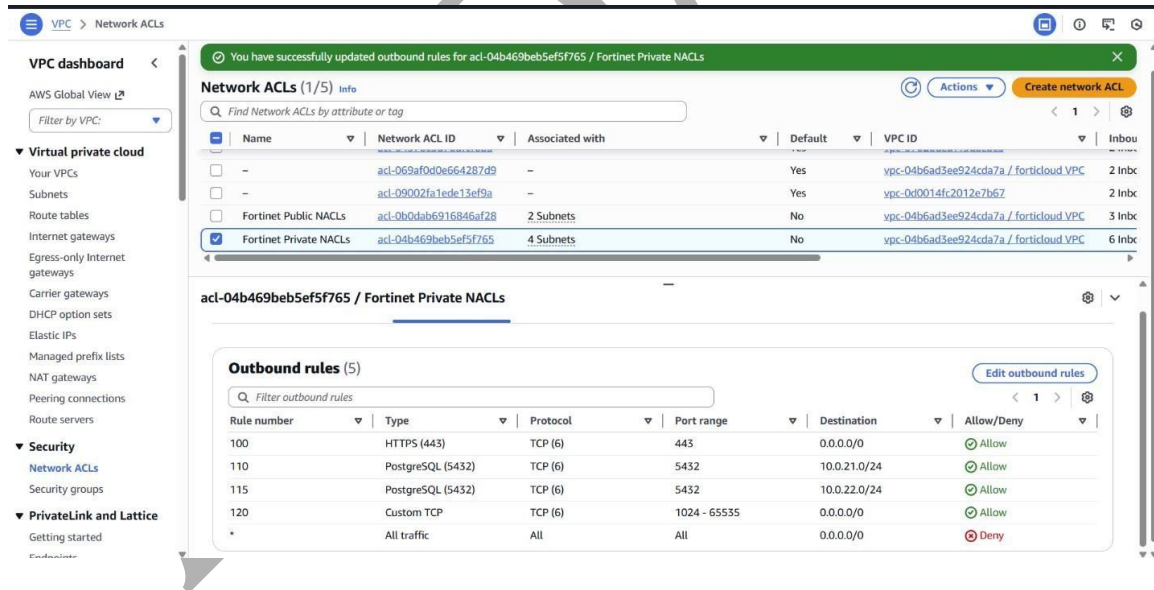 VPC > Network ACLs
VPC dashboard
AWS Global View
Filter by VPC:
Virtual private cloud
Your VPCs
Subnets
Route tables
Internet gateways
Egress-only Internet
gateways
Carrier gateways
DHCP option sets
Elastic IPs
Managed prefix lists
NAT gateways
Peering connections
Route servers
Security
Network ACLs
Security groups
PrivateLink and Lattice
Getting started
Endpoints
You have successfully updated outbound rules for acl-04b469beb5ef5f765 / Fortinet Private NACLs
Network ACLs (1/5) Info
Actions
Create network ACL
Find Network ACLs by attribute or tag
1
Name Network ACL ID Associated with Default VPC ID Inbou
– acl-069af0d0e664287d9 – Yes vpc-04b6ad3ee924cda7a / forticloud VPC 2 Inbc
– acl-09002fa1ede13ef9a – Yes vpc-0d0014fc2012e7b67 2 Inbc
Fortinet Public NACLs acl-0b0dab6916846af28 2 Subnets No vpc-04b6ad3ee924cda7a / forticloud VPC 3 Inbc
Fortinet Private NACLs acl-04b469beb5ef5f765 4 Subnets No vpc-04b6ad3ee924cda7a / forticloud VPC 6 Inbc
acl-04b469beb5ef5f765 / Fortinet Private NACLs
Outbound rules (5)
Edit outbound rules
Filter outbound rules
1
Rule number Type Protocol Port range Destination Allow/Deny
100 HTTPS (443) TCP (6) 443 0.0.0.0/0 Allow
110 PostgreSQL (5432) TCP (6) 5432 10.0.21.0/24 Allow
115 PostgreSQL (5432) TCP (6) 5432 10.0.22.0/24 Allow
120 Custom TCP TCP (6) 1024 - 65535 0.0.0.0/0 Allow
* All traffic All All 0.0.0.0/0 Deny